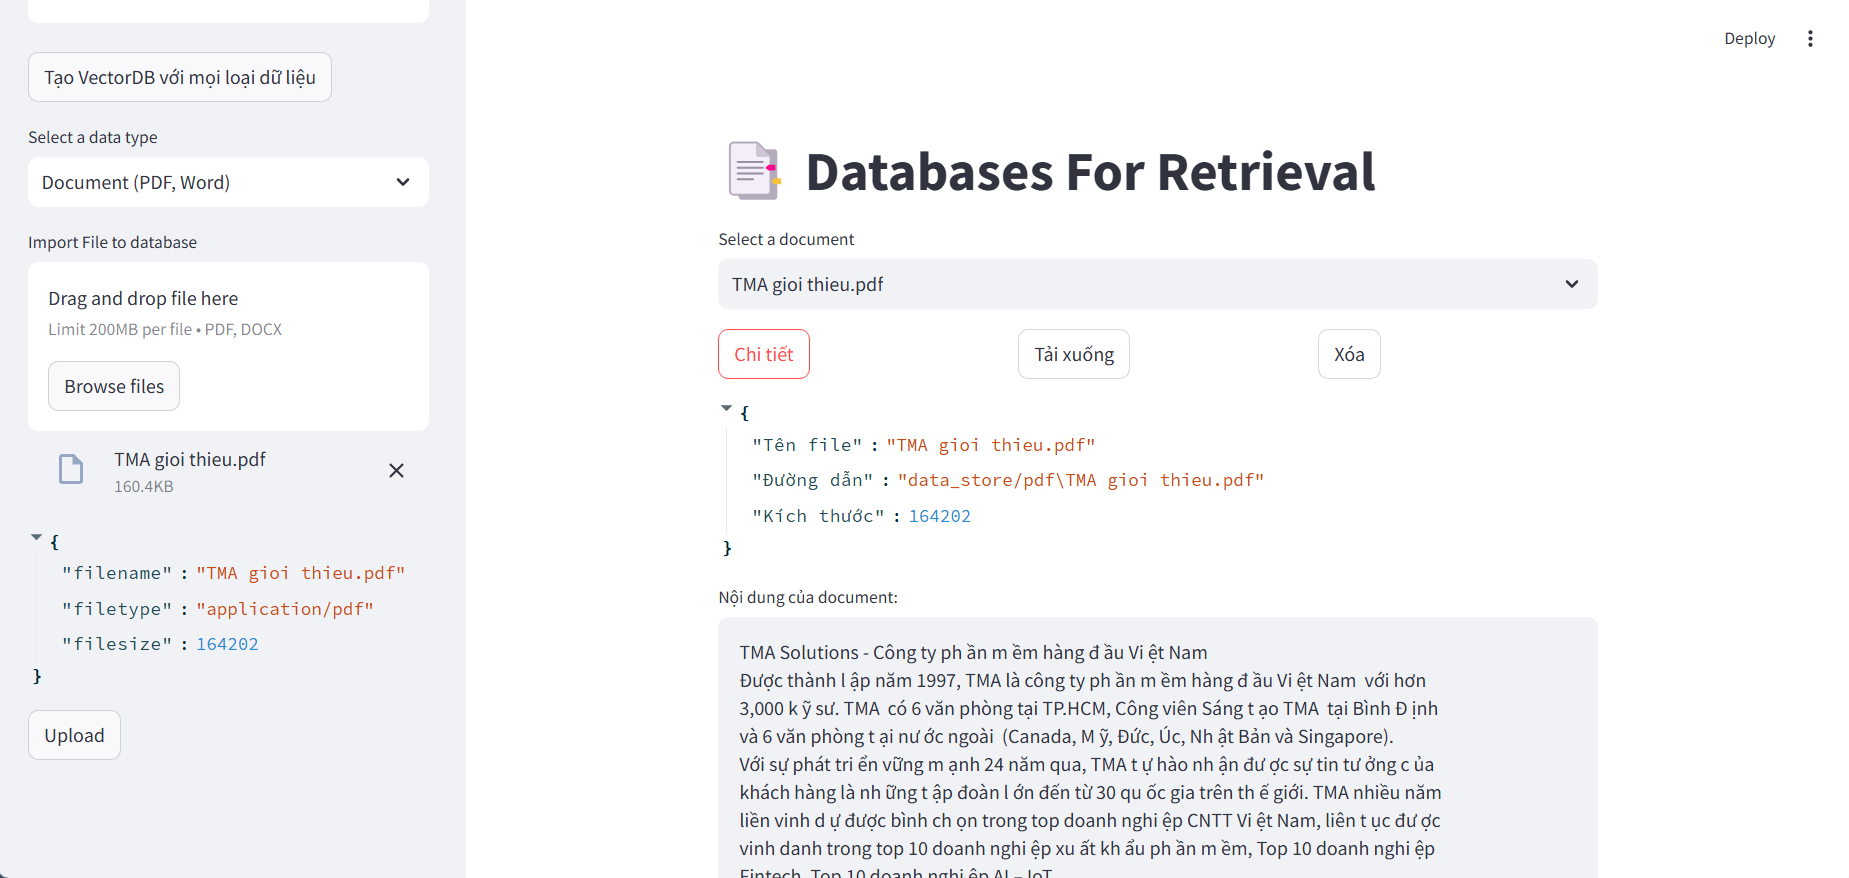 Tạo VectorDB với mọi loại dữ liệu
Select a data type
Document (PDF, Word)
Import File to database
Drag and drop file here
Limit 200MB per file • PDF, DOCX
Browse files
TMA gioi thieu.pdf
160.4KB
{
"filename" : "TMA gioi thieu.pdf"
"filetype" : "application/pdf"
"filesize" : 164202
}
Upload
Deploy
Databases For Retrieval
Select a document
TMA gioi thieu.pdf
Chi tiết
Tải xuống
Xóa
{
"Tên file" : "TMA gioi thieu.pdf"
"Đường dẫn" : "data_store/pdf\TMA gioi thieu.pdf"
"Kích thước" : 164202
}
Nội dung của document:
TMA Solutions - Công ty ph ần m ềm hàng đ ầu Vi ệt Nam
Được thành l ập năm 1997, TMA là công ty ph ần m ềm hàng đ ầu Vi ệt Nam với hơn
3,000 k ỹ sư. TMA có 6 văn phòng tại TP.HCM, Công viên Sáng t ạo TMA tại Bình Đ ịnh
và 6 văn phòng t ại nư ớc ngoài (Canada, M ỹ, Đức, Úc, Nh ật Bản và Singapore).
Với sự phát tri ển vững m ạnh 24 năm qua, TMA t ự hào nh ận đư ợc sự tin tư ởng c ủa
khách hàng là nh ững t ập đoàn l ớn đến từ 30 qu ốc gia trên th ế giới. TMA nhiều năm
liền vinh d ự được bình ch ọn trong top doanh nghi ệp CNTT Vi ệt Nam, liên t ục đư ợc
vinh danh trong top 10 doanh nghi ệp xu ất kh ẩu ph ần m ềm, Top 10 doanh nghi ệp
Fintech, Top 10 doanh nghi ệp AI – IoT